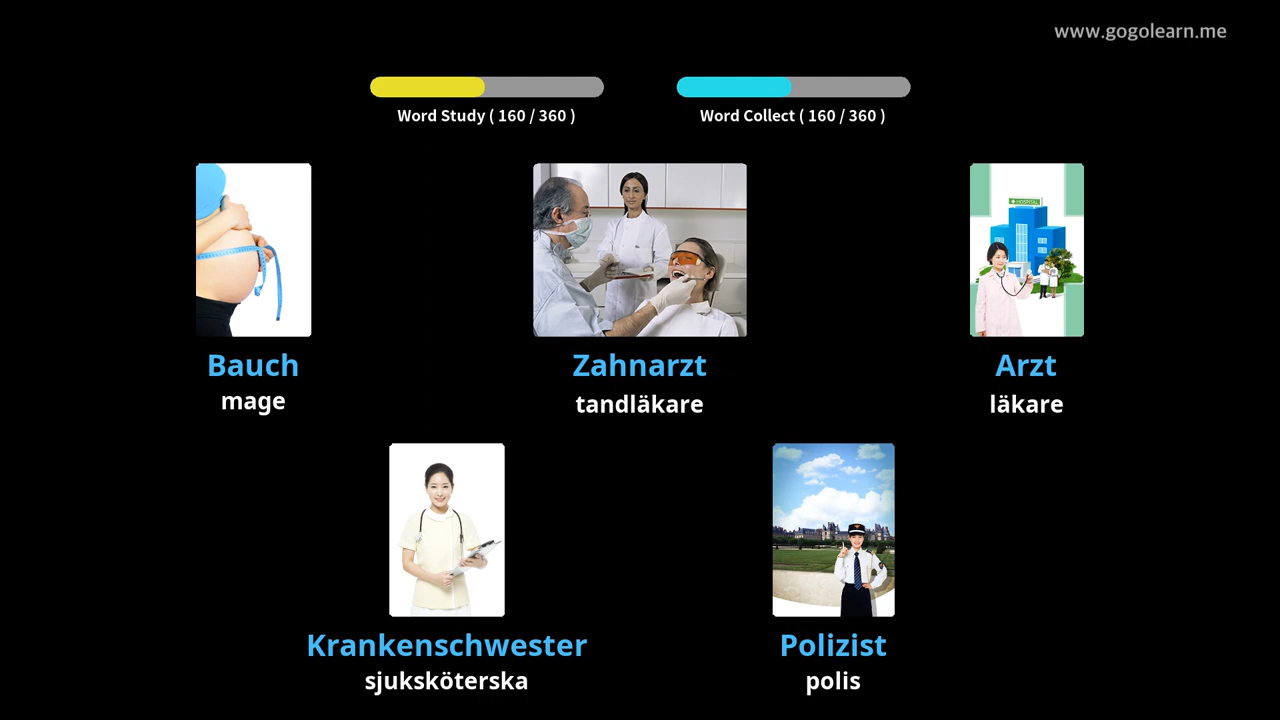 www.gogolearn.me
Word Study ( 160 / 360 )
Word Collect ( 160 / 360 )
HOSPITAL
Bauch
mage
Zahnarzt
tandläkare
Arzt
läkare
Krankenschwester
sjuksköterska
Polizist
polis